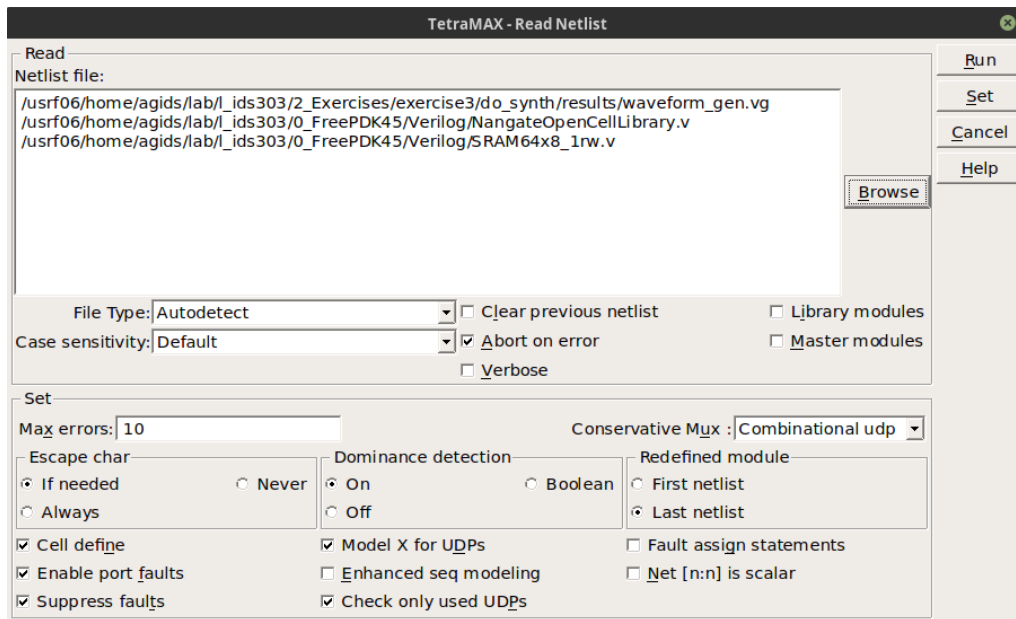 TetraMAX - Read Netlist
Read
Netlist file:
/usrf06/home/agids/lab/l_ids303/2_Exercises/exercise3/do_synth/results/waveform_gen.vg
/usrf06/home/agids/lab/l_ids303/0_FreePDK45/Verilog/NangateOpenCellLibrary.v
/usrf06/home/agids/lab/l_ids303/0_FreePDK45/Verilog/SRAM64x8_1rw.v
Run
Set
Cancel
Help
Browse
File Type: Autodetect Clear previous netlist Library modules
Case sensitivity: Default Abort on error Master modules
Verbose
Set
Max errors: 10 Conservative Mux : Combinational udp
Escape char Dominance detection Redefined module
If needed Never On Boolean First netlist
Always Off Last netlist
Cell define Model X for UDPs Fault assign statements
Enable port faults Enhanced seq modeling Net [n:n] is scalar
Suppress faults Check only used UDPs